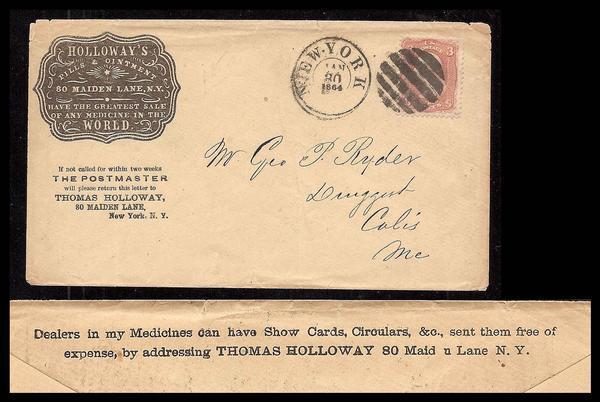 HOLLOWAY'S
PILLS & OINTMENT
80 MAIDEN LANE, N.Y.
HAVE THE GREATEST SALE
OF ANY MEDICINE IN THE
WORLD.
If not called for within two weeks
THE POSTMASTER
will please return this letter to
THOMAS HOLLOWAY,
80 MAIDEN LANE,
New York. N. Y.
NEW-YORK
JAN
20
1864
3
Mr Geo P. Ryder
Druggist
Calis
Me
Dealers in my Medicines can have Show Cards, Circulars, &c., sent them free of
expense, by addressing THOMAS HOLLOWAY 80 Maid n Lane N. Y.